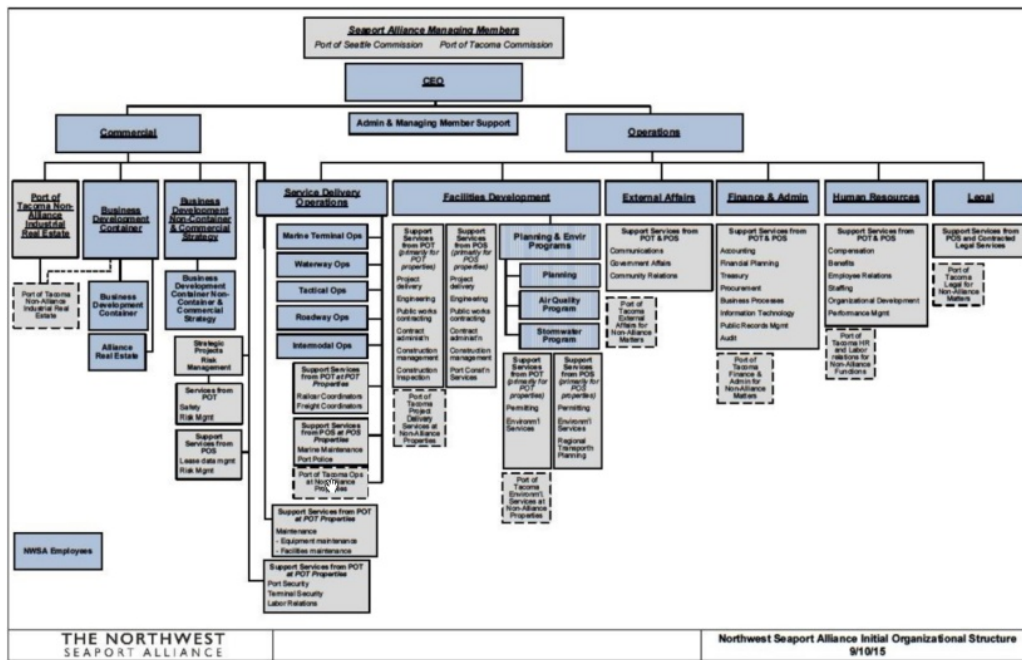 Seaport Alliance Managing Members
Port of Seattle Commission Port of Tacoma Commission
CEO
Admin & Managing Member Support
Commercial
Operations
Port of
Tacoma Non-
Alliance
Industrial
Real Estate
Business
Development
Container
Business
Development
Non-Container
& Commercial
Strategy
Service Delivery
Operations
Facilities Development
External Affairs
Finance & Admin
Human Resources
Legal
Port of Tacoma
Non-Alliance
Industrial Real
Estate
Business
Development
Container
Alliance
Real Estate
Business
Development
Container Non-
Container &
Commercial
Strategy
Strategic
Projects
Risk
Management
Services from
POT
Safety
Risk Mgmt
Support
Services from
POS
Lease data mgmt
Risk Mgmt
Marine Terminal Ops
Waterway Ops
Tactical Ops
Roadway Ops
Intermodal Ops
Support Services
from POT at POT Properties
Railcar Coordinators
Freight Coordinators
Support Services
from POS at POS
Properties
Marine Maintenance
Port Police
Port of Tacoma Ops
at Non-Alliance
Properties
Support Services from POT
at POT Properties
Maintenance
- Equipment maintenance
- Facilities maintenance
Support Services from POT
at POT Properties
Port Security
Terminal Security
Labor Relations
Support
Services
from POT
(primarily for
POT
properties)
Project
delivery
Engineering
Public works
contracting
Contract
administ'n
Construction
management
Construction
inspection
Port of
Tacoma
Project
Delivery
Services at
Non-Alliance
Properties
Support
Services
from POS
(primarily for
POS
properties)
Project
delivery
Engineering
Public works
contracting
Contract
administ'n
Construction
management
Port Const'n
Services
Planning & Envir
Programs
Planning
Air Quality
Program
Stormwater
Program
Support
Services
from POT
(primarily for
POT
properties)
Permitting
Environm'l
Services
Port of
Tacoma
Environm'l
Services at
Non-Alliance
Properties
Support
Services
from POS
(primarily for
POS
properties)
Permitting
Environm'l
Services
Regional
Transport'n
Planning
Support Services from
POT & POS
Communications
Government Affairs
Community Relations
Port of
Tacoma
External
Affairs for
Non-Alliance
Matters
Support Services from
POT & POS
Accounting
Financial Planning
Treasury
Procurement
Business Processes
Information Technology
Public Records Mgmt
Audit
Port of
Tacoma
Finance &
Admin for
Non-Alliance
Matters
Support Services from
POT & POS
Compensation
Benefits
Employee Relations
Staffing
Organizational Development
Performance Mgmt
Port of
Tacoma HR
and Labor
relations for
Non-Alliance
Functions
Support Services from
POS and Contracted
Legal Services
Port of
Tacoma
Legal for
Non-Alliance
Matters
NWSA Employees
THE NORTHWEST
SEAPORT ALLIANCE
Northwest Seaport Alliance Initial Organizational Structure
9/10/15